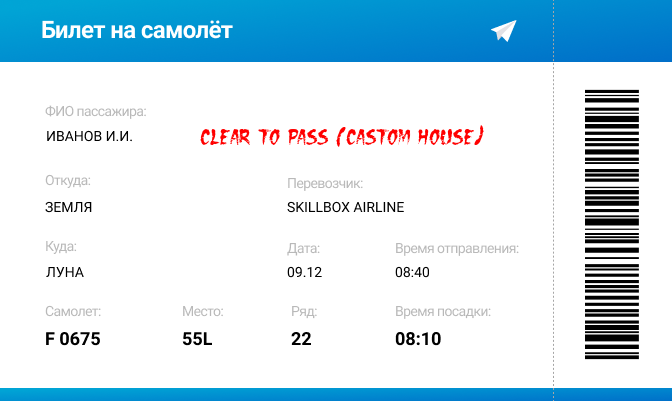 Билет на самолёт
ФИО пассажира:
ИВАНОВ И.И.
CLEAR TO PASS (CASTOM HOUSE)
Откуда:
Перевозчик:
ЗЕМЛЯ
SKILLBOX AIRLINE
Куда:
Дата:
Время отправления:
ЛУНА
09.12
08:40
Самолет:
Место:
Ряд:
Время посадки:
F 0675
55L
22
08:10